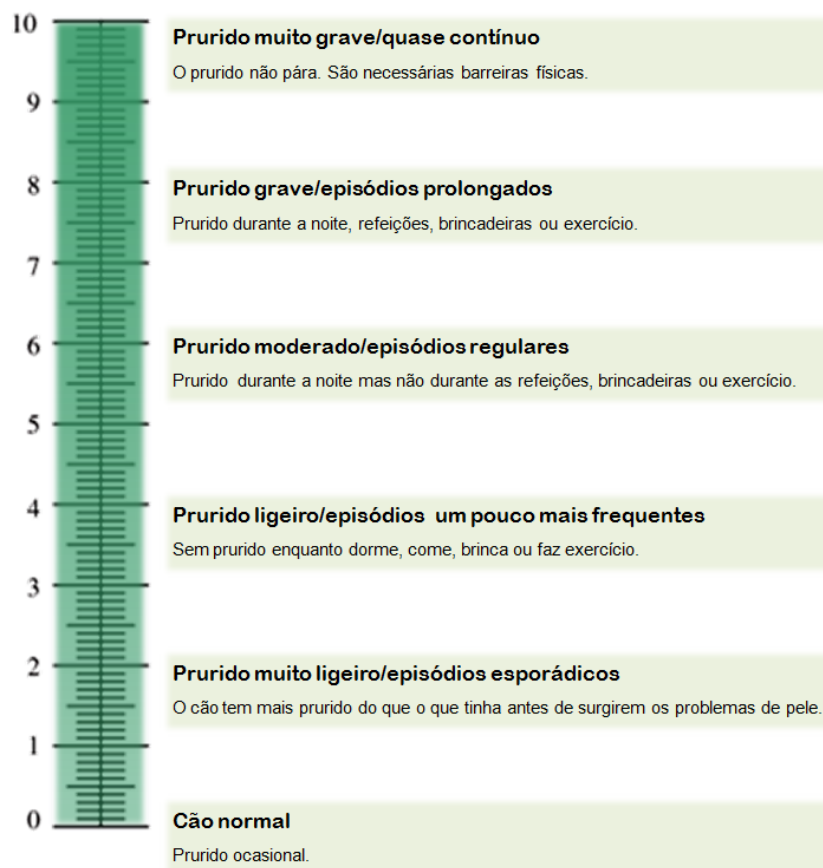 10
Prurido muito grave/quase contínuo
O prurido não pára. São necessárias barreiras físicas.
9
8
Prurido grave/episódios prolongados
Prurido durante a noite, refeições, brincadeiras ou exercício.
7
6
Prurido moderado/episódios regulares
Prurido durante a noite mas não durante as refeições, brincadeiras ou exercício.
5
4
Prurido ligeiro/episódios um pouco mais frequentes
Sem prurido enquanto dorme, come, brinca ou faz exercício.
3
2
Prurido muito ligeiro/episódios esporádicos
O cão tem mais prurido do que o que tinha antes de surgirem os problemas de pele.
1
0
Cão normal
Prurido ocasional.